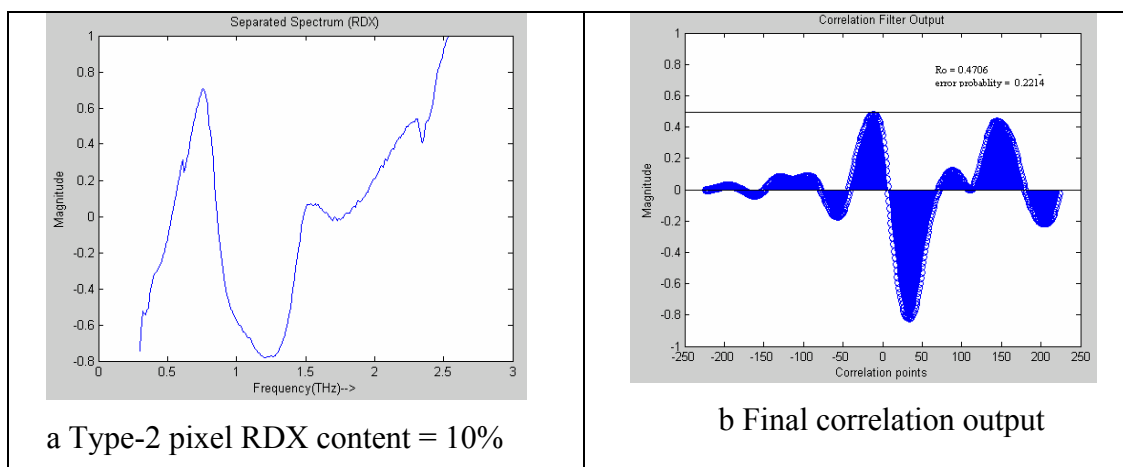 Separated Spectrum (RDX)
1
0.8
0.6
0.4
0.2
0
-0.2
-0.4
-0.6
-0.8
Magnitude
0 0.5 1 1.5 2 2.5 3
Frequency(THz)-->
a Type-2 pixel RDX content = 10%
Correlation Filter Output
1
0.8
0.6
0.4
0.2
0
-0.2
-0.4
-0.6
-0.8
-1
Magnitude
Ro = 0.4706
error probablity = 0.2214
-250 -200 -150 -100 -50 0 50 100 150 200 250
Correlation points
b Final correlation output